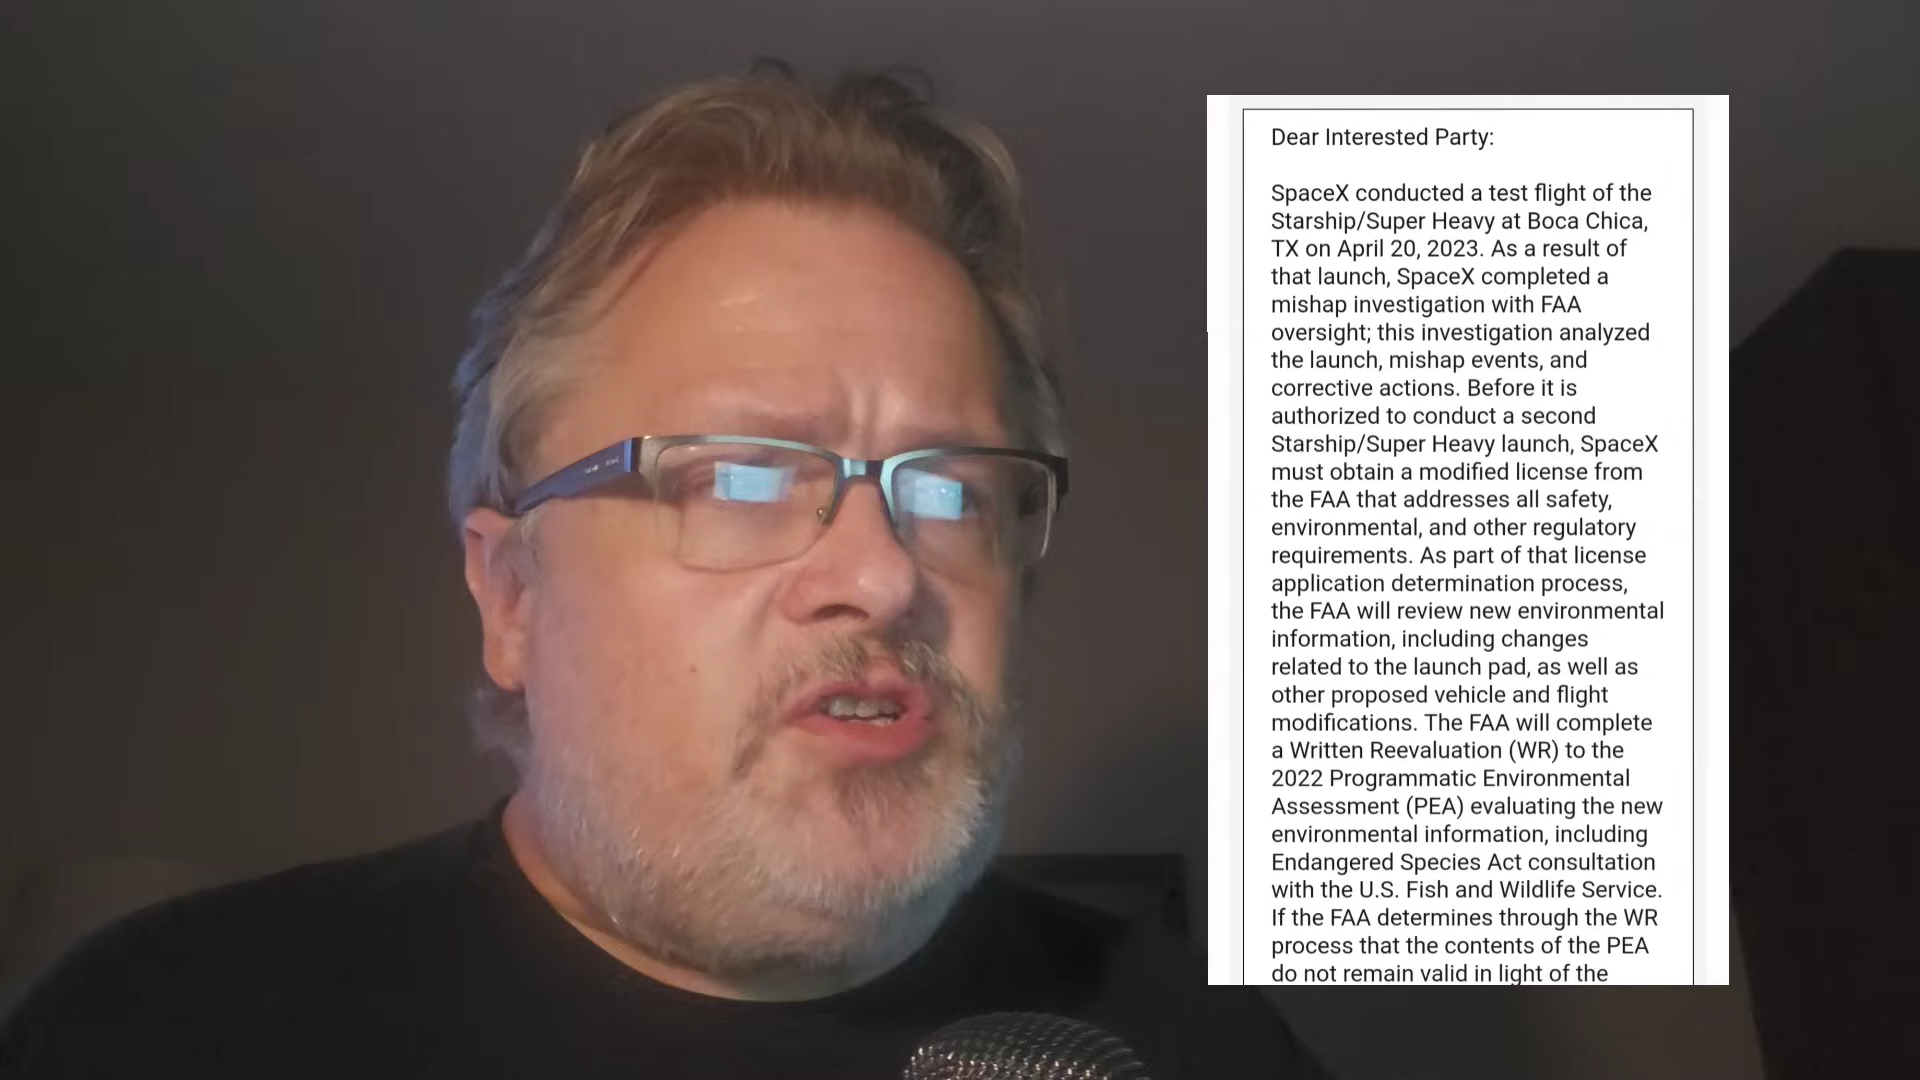 Dear Interested Party:
SpaceX conducted a test flight of the
Starship/Super Heavy at Boca Chica,
TX on April 20, 2023. As a result of
that launch, SpaceX completed a
mishap investigation with FAA
oversight; this investigation analyzed
the launch, mishap events, and
corrective actions. Before it is
authorized to conduct a second
Starship/Super Heavy launch, SpaceX
must obtain a modified license from
the FAA that addresses all safety,
environmental, and other regulatory
requirements. As part of that license
application determination process,
the FAA will review new environmental
information, including changes
related to the launch pad, as well as
other proposed vehicle and flight
modifications. The FAA will complete
a Written Reevaluation (WR) to the
2022 Programmatic Environmental
Assessment (PEA) evaluating the new
environmental information, including
Endangered Species Act consultation
with the U.S. Fish and Wildlife Service.
If the FAA determines through the WR
process that the contents of the PEA
do not remain valid in light of the